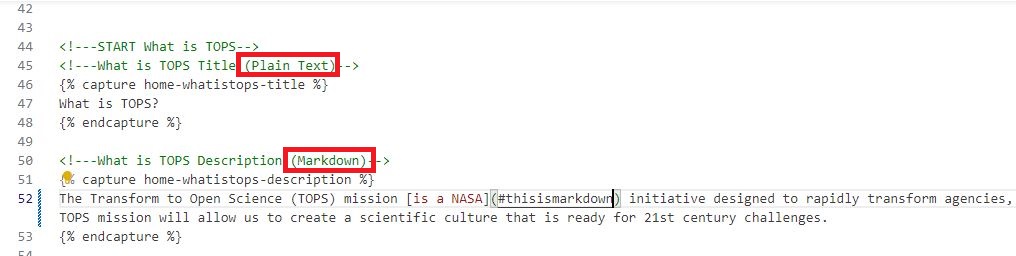 42
43
44 <!---START What is TOPS-->
45 <!---What is TOPS Title (Plain Text)-->
46 {% capture home-whatistops-title %}
47 What is TOPS?
48 {% endcapture %}
49
50 <!---What is TOPS Description (Markdown)-->
51 {% capture home-whatistops-description %}
52 The Transform to Open Science (TOPS) mission [is a NASA](#thisismarkdown) initiative designed to rapidly transform agencies,
TOPS mission will allow us to create a scientific culture that is ready for 21st century challenges.
53 {% endcapture %}
54